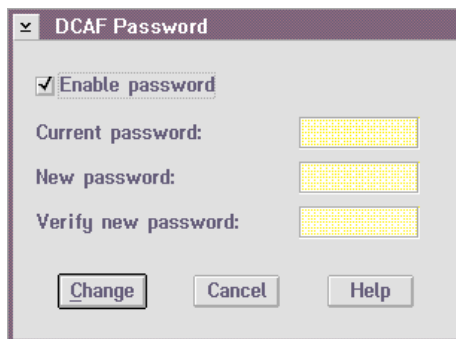 DCAF Password
Enable password
Current password:
New password:
Verify new password:
Change Cancel Help